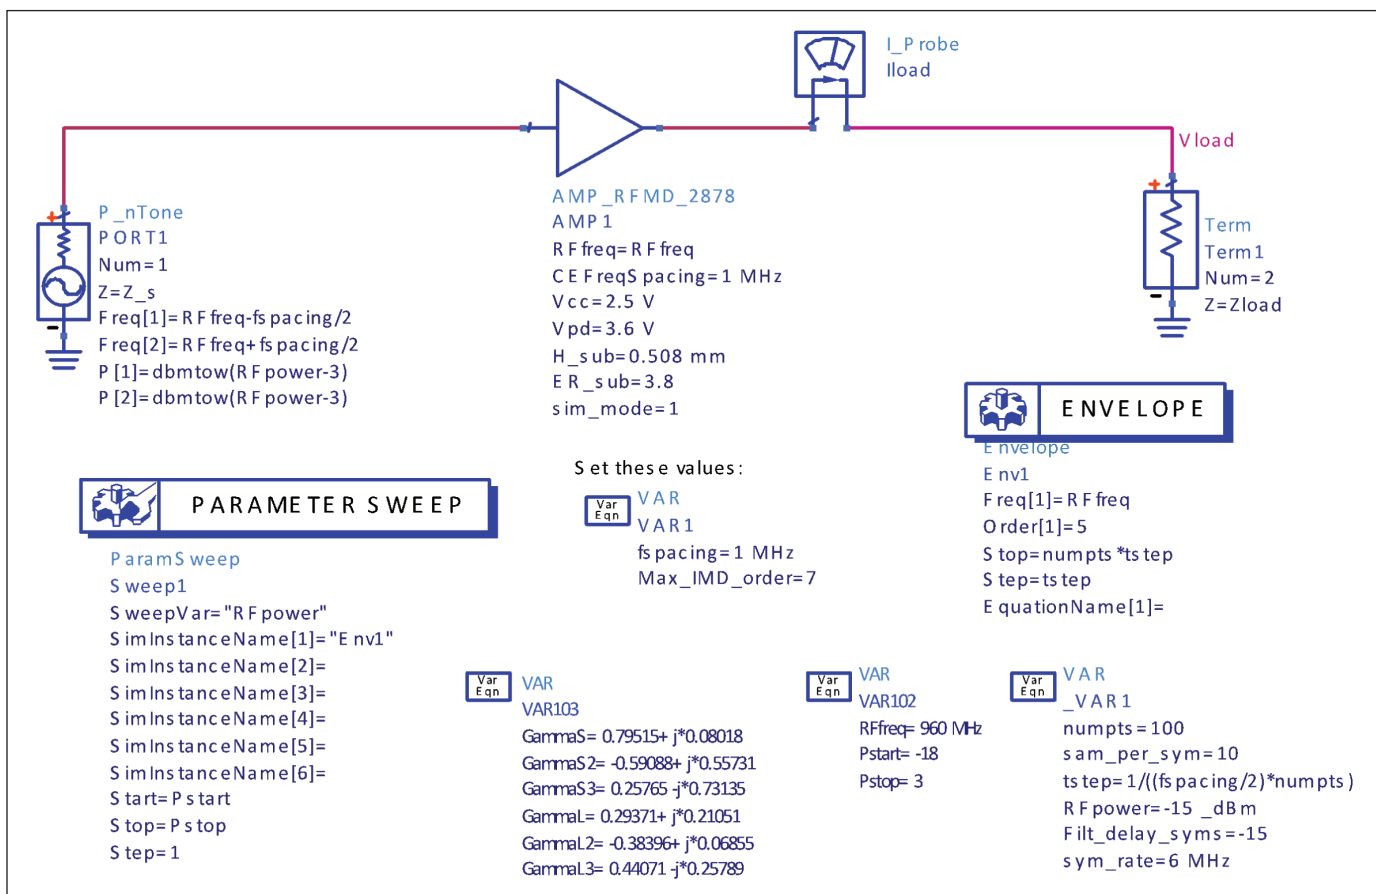 I_Probe
Iload
Vload
P_nTone
PORT1
Num=1
Z=Z_s
Freq[1]=RFfreq-fspacing/2
Freq[2]=RFfreq+fspacing/2
P[1]=dbmtow(RFpower-3)
P[2]=dbmtow(RFpower-3)
AMP_RFMD_2878
AMP1
RFfreq=RFfreq
CEFreqSpacing=1 MHz
Vcc=2.5 V
Vpd=3.6 V
H_sub=0.508 mm
ER_sub=3.8
sim_mode=1
Term
Term1
Num=2
Z=Zload
ENVELOPE
Envelope
Env1
Freq[1]=RFfreq
Order[1]=5
Stop=numpts*tstep
Step=tstep
EquationName[1]=
Set these values:
Var
Eqn
VAR
VAR1
fspacing=1 MHz
Max_IMD_order=7
PARAMETER SWEEP
ParamSweep
Sweep1
SweepVar="RFpower"
SimInstanceName[1]="Env1"
SimInstanceName[2]=
SimInstanceName[3]=
SimInstanceName[4]=
SimInstanceName[5]=
SimInstanceName[6]=
Start=Pstart
Stop=Pstop
Step=1
Var
Eqn
VAR
VAR103
GammaS= 0.79515+ j*0.08018
GammaS2= -0.59088+ j*0.55731
GammaS3= 0.25765 -j*0.73135
GammaL= 0.29371+ j*0.21051
GammaL2= -0.38396+ j*0.06855
GammaL3= 0.44071 -j*0.25789
Var
Eqn
VAR
VAR102
RFfreq= 960 MHz
Pstart= -18
Pstop= 3
Var
Eqn
VAR
_VAR1
numpts=100
sam_per_sym=10
tstep=1/((fspacing/2)*numpts)
RFpower=-15 _dBm
Filt_delay_syms=-15
sym_rate=6 MHz